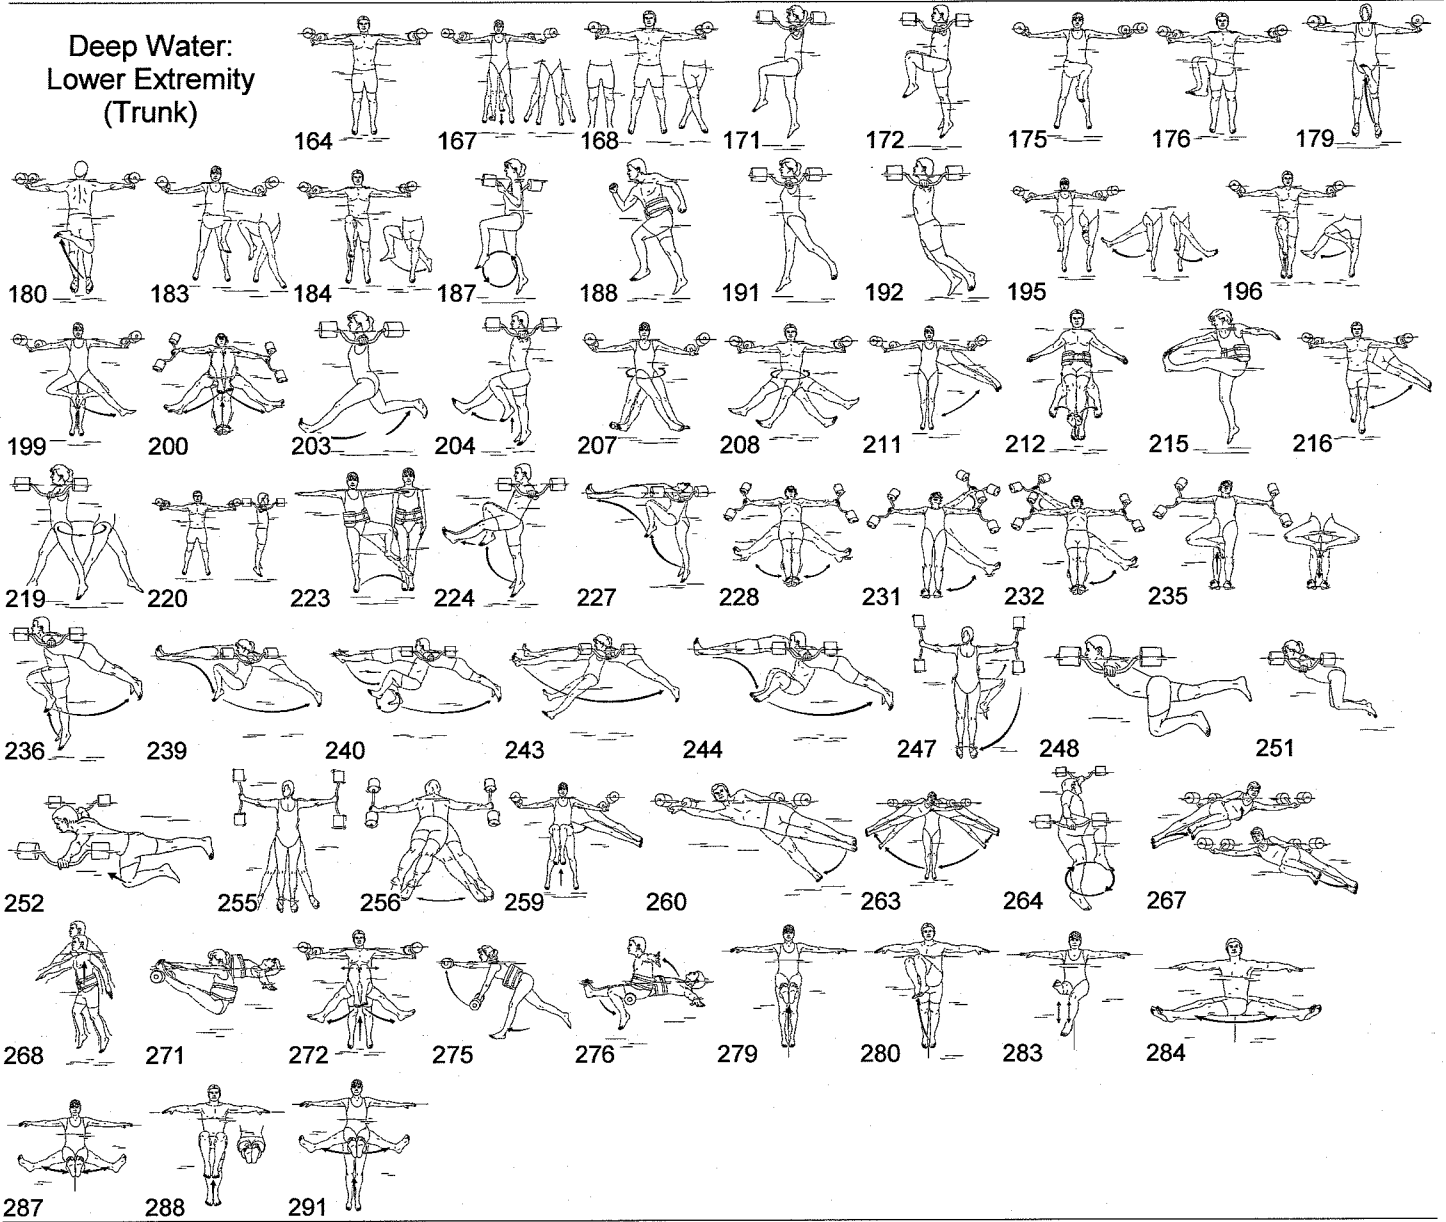 Deep Water:
Lower Extremity
(Trunk)
164 167 168 171 172 175 176 179
180 183 184 187 188 191 192 195 196
199 200 203 204 207 208 211 212 215 216
219 220 223 224 227 228 231 232 235
236 239 240 243 244 247 248 251
252 255 256 259 260 263 264 267
268 271 272 275 276 279 280 283 284
287 288 291